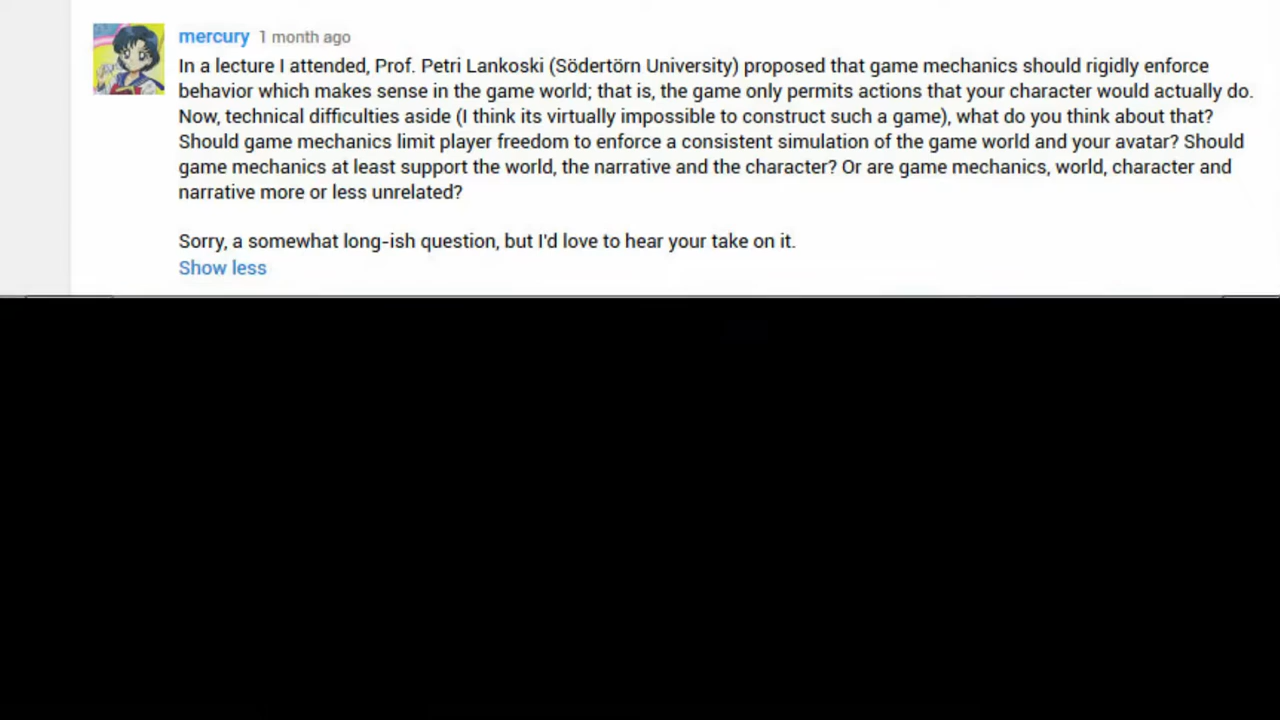 mercury 1 month ago
In a lecture I attended, Prof. Petri Lankoski (Södertörn University) proposed that game mechanics should rigidly enforce
behavior which makes sense in the game world; that is, the game only permits actions that your character would actually do.
Now, technical difficulties aside (I think its virtually impossible to construct such a game), what do you think about that?
Should game mechanics limit player freedom to enforce a consistent simulation of the game world and your avatar? Should
game mechanics at least support the world, the narrative and the character? Or are game mechanics, world, character and
narrative more or less unrelated?
Sorry, a somewhat long-ish question, but I'd love to hear your take on it.
Show less